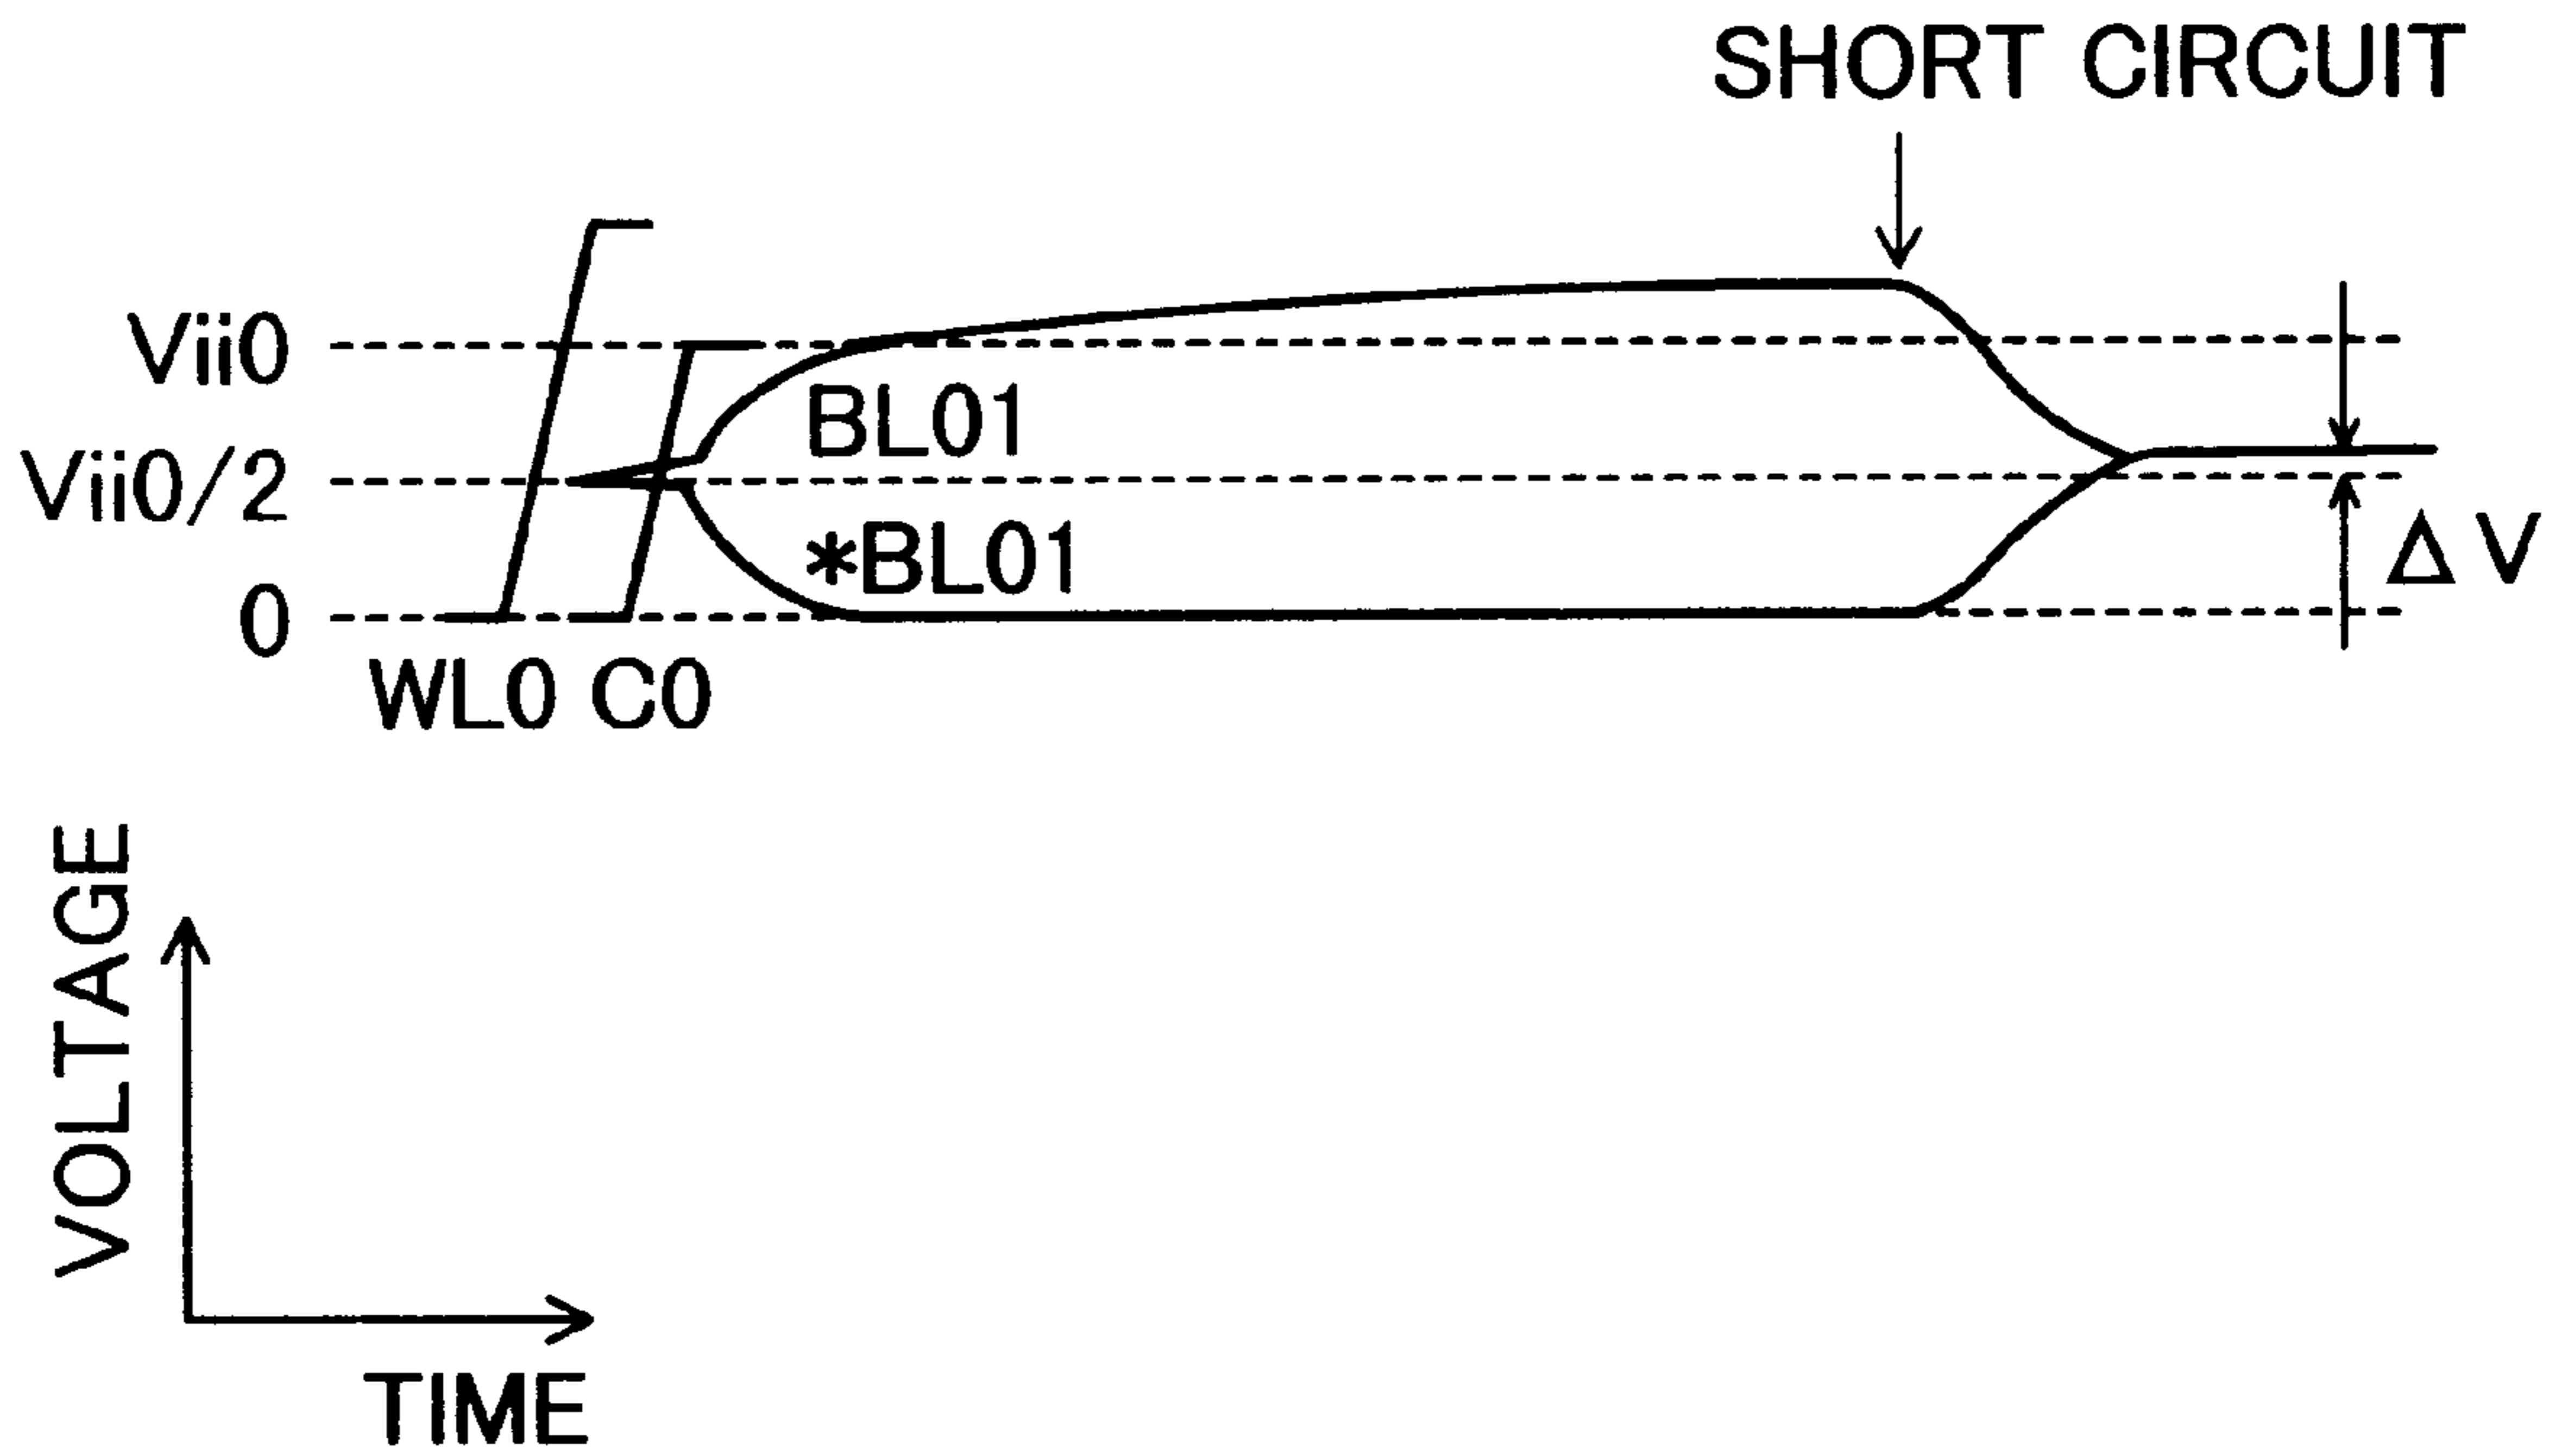 SHORT CIRCUIT
Vii0
BL01
Vii0/2
*BL01
ΔV
0
WL0 C0
VOLTAGE
TIME